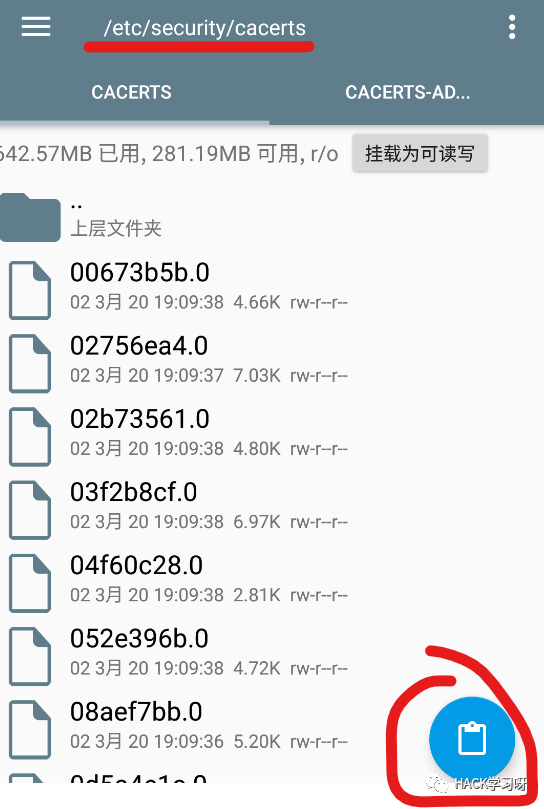 /etc/security/cacerts
CACERTS
CACERTS-AD...
642.57MB 已用, 281.19MB 可用, r/o
挂载为可读写
..
上层文件夹
00673b5b.0
02 3月 20 19:09:38 4.66K rw-r--r--
02756ea4.0
02 3月 20 19:09:37 7.03K rw-r--r--
02b73561.0
02 3月 20 19:09:38 4.80K rw-r--r--
03f2b8cf.0
02 3月 20 19:09:38 6.97K rw-r--r--
04f60c28.0
02 3月 20 19:09:38 2.81K rw-r--r--
052e396b.0
02 3月 20 19:09:38 4.72K rw-r--r--
08aef7bb.0
02 3月 20 19:09:36 5.20K rw-r--r--
HACK学习呀